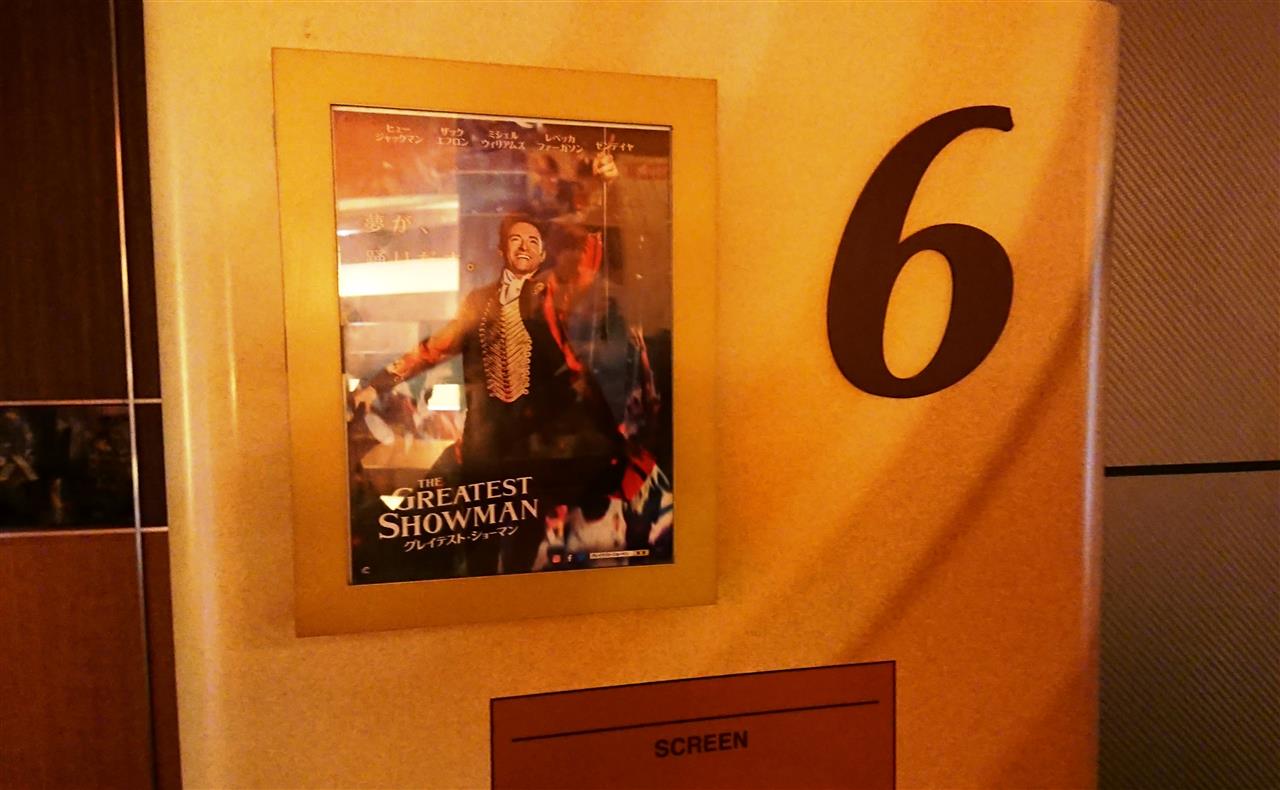 ヒュー ジャックマン
ザック エフロン
ミシェル ウィリアムズ
レベッカ ファーガソン
ゼンデイヤ
夢が、
THE
GREATEST
SHOWMAN
グレイテスト・ショーマン
6
SCREEN